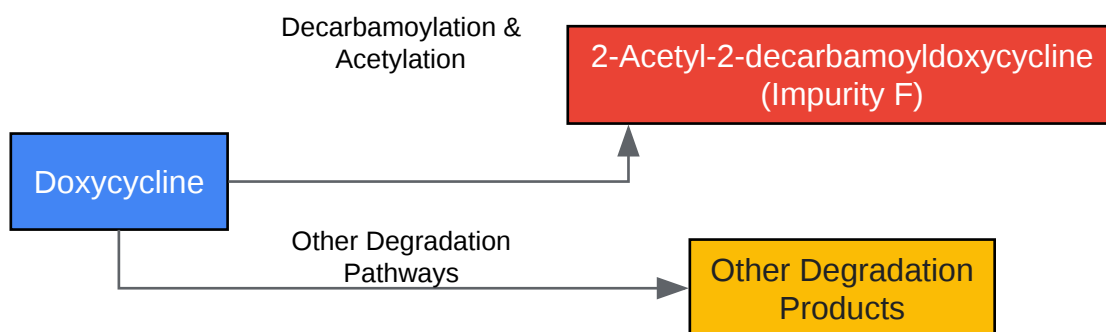 Decarbamoylation &
Acetylation
2-Acetyl-2-decarbamoyldoxycycline
(Impurity F)
Doxycycline
Other Degradation
Pathways
Other Degradation
Products